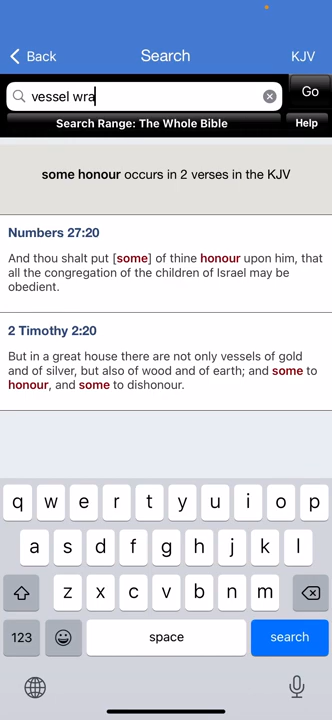 Back
Search
KJV
vessel wra
Go
Search Range: The Whole Bible
Help
some honour occurs in 2 verses in the KJV
Numbers 27:20
And thou shalt put [some] of thine honour upon him, that
all the congregation of the children of Israel may be
obedient.
2 Timothy 2:20
But in a great house there are not only vessels of gold
and of silver, but also of wood and of earth; and some to
honour, and some to dishonour.
q w e r t y u i o p
a s d f g h j k l
z x c v b n m
123
space
search